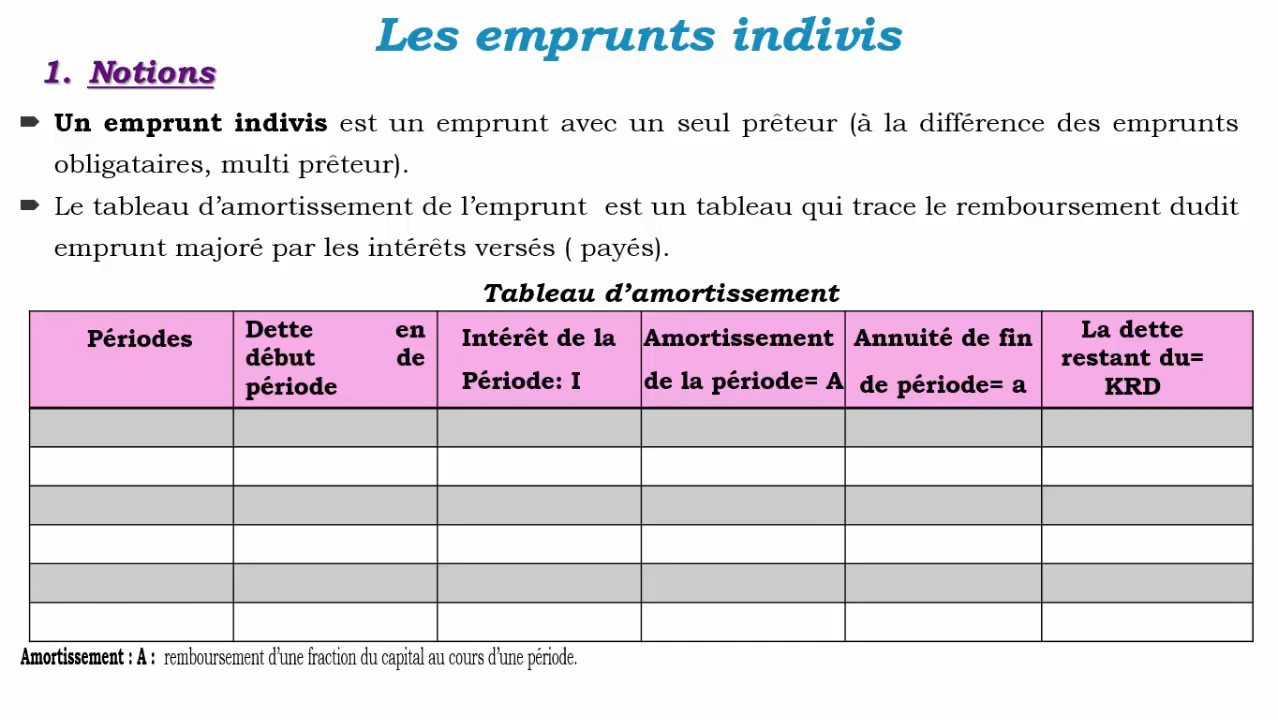 Les emprunts indivis
1. Notions
Un emprunt indivis est un emprunt avec un seul prêteur (à la différence des emprunts
obligataires, multi prêteur).
Le tableau d’amortissement de l’emprunt est un tableau qui trace le remboursement dudit
emprunt majoré par les intérêts versés ( payés).
Tableau d’amortissement
Périodes
Dette en
début de
période
Intérêt de la
Période: I
Amortissement
de la période= A
Annuité de fin
de période= a
La dette
restant du=
KRD
Amortissement : A : remboursement d’une fraction du capital au cours d’une période.